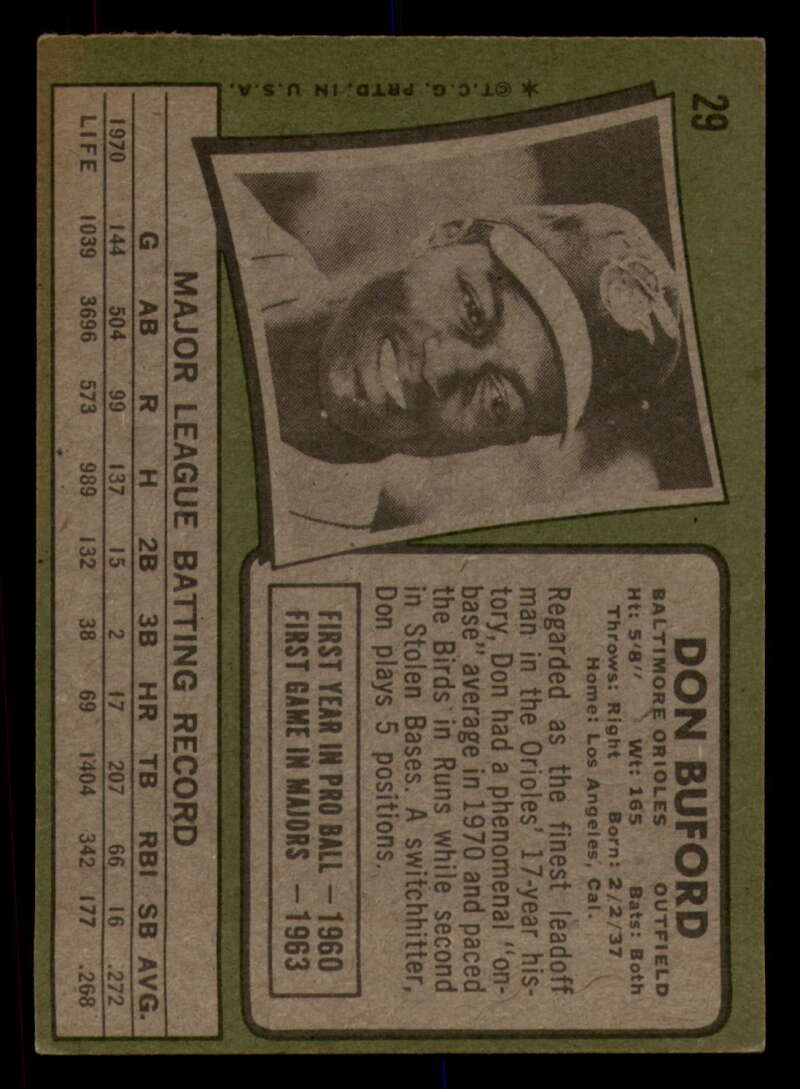 29
DON BUFORD
BALTIMORE ORIOLES OUTFIELD
Ht: 5'8" Wt: 165 Bats: Both
Throws: Right Born: 2/2/37
Home: Los Angeles, Cal.
Regarded as the finest leadoff
man in the Orioles' 17-year his-
tory, Don had a phenomenal "on-
base" average in 1970 and paced
the Birds in Runs while second
in Stolen Bases. A switchhitter,
Don plays 5 positions.
FIRST YEAR IN PRO BALL — 1960
FIRST GAME IN MAJORS — 1963
MAJOR LEAGUE BATTING RECORD
G AB R H 2B 3B HR TB RBI SB AVG.
1970 144 504 99 137 15 2 17 207 66 16 .272
LIFE 1039 3696 573 989 132 38 69 1404 342 177 .268
*©T.C.G. PRTD. IN U.S.A.